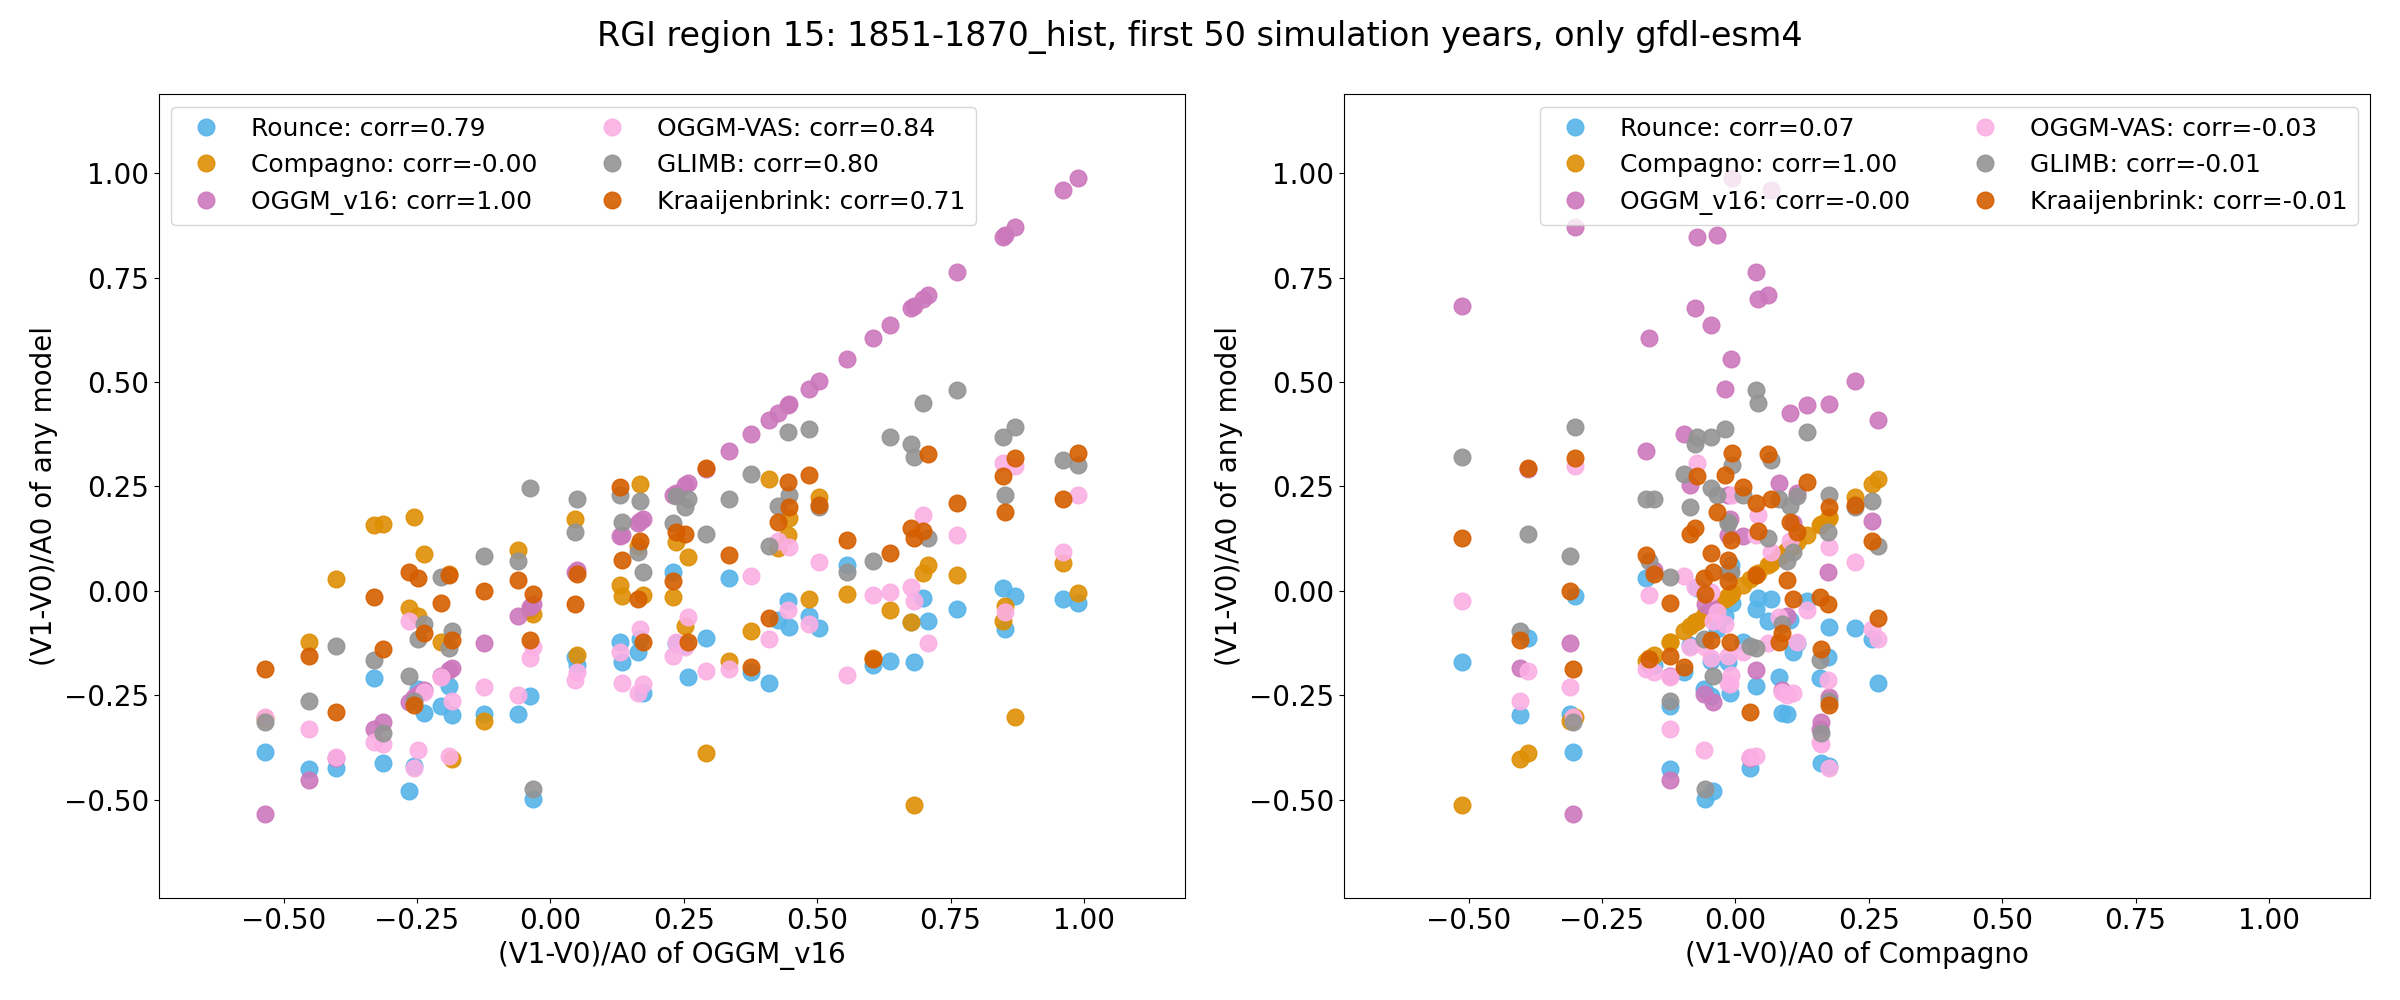 RGI region 15: 1851-1870_hist, first 50 simulation years, only gfdl-esm4
Rounce: corr=0.79
Compagno: corr=-0.00
OGGM_v16: corr=1.00
OGGM-VAS: corr=0.84
GLIMB: corr=0.80
Kraaijenbrink: corr=0.71
(V1-V0)/A0 of any model
1.00
0.75
0.50
0.25
0.00
−0.25
−0.50
−0.50 −0.25 0.00 0.25 0.50 0.75 1.00
(V1-V0)/A0 of OGGM_v16
Rounce: corr=0.07
Compagno: corr=1.00
OGGM_v16: corr=-0.00
OGGM-VAS: corr=-0.03
GLIMB: corr=-0.01
Kraaijenbrink: corr=-0.01
(V1-V0)/A0 of any model
1.00
0.75
0.50
0.25
0.00
−0.25
−0.50
−0.50 −0.25 0.00 0.25 0.50 0.75 1.00
(V1-V0)/A0 of Compagno